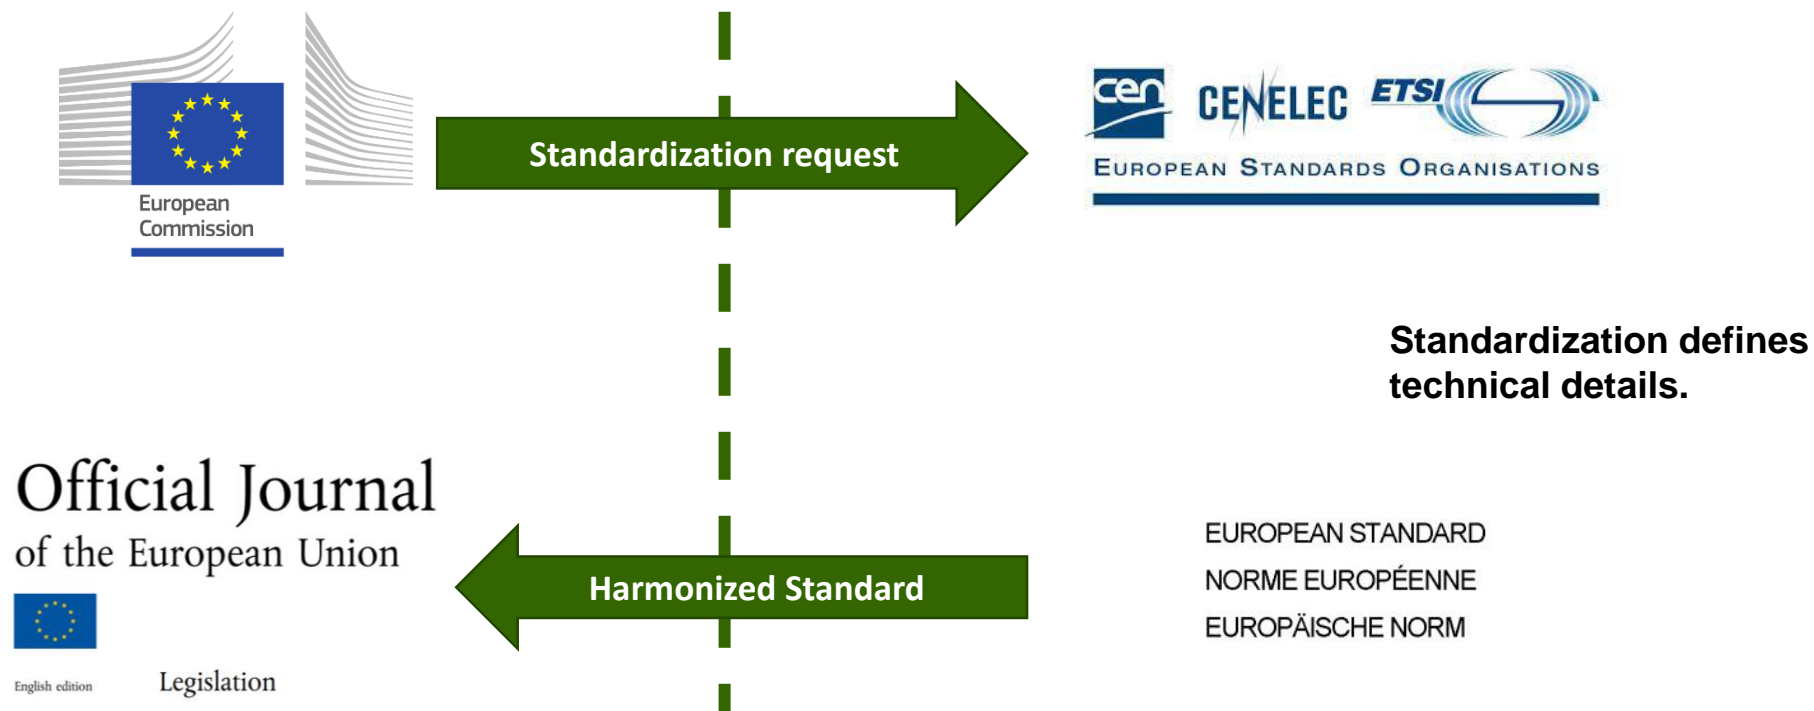 European
Commission
Standardization request
cen CENELEC ETSI
EUROPEAN STANDARDS ORGANISATIONS
Standardization defines
technical details.
Official Journal
of the European Union
English edition Legislation
Harmonized Standard
EUROPEAN STANDARD
NORME EUROPÉENNE
EUROPÄISCHE NORM